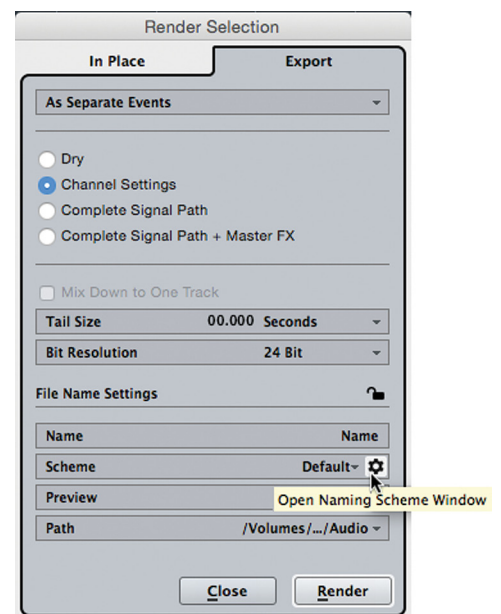 Render Selection
In Place Export
As Separate Events
Dry
Channel Settings
Complete Signal Path
Complete Signal Path + Master FX
Mix Down to One Track
Tail Size 00.000 Seconds
Bit Resolution 24 Bit
File Name Settings
Name Name
Scheme Default
Preview
Open Naming Scheme Window
Path /Volumes/.../Audio
Close Render